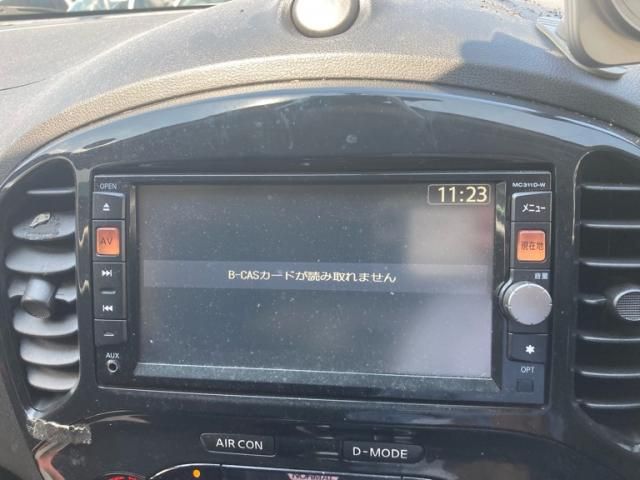 OPEN
11:23
MC311D-W
メニュー
AV
現在地
音量
B-CASカードが読み取れません
AUX
OPT
AIR CON
D-MODE
NORMAL